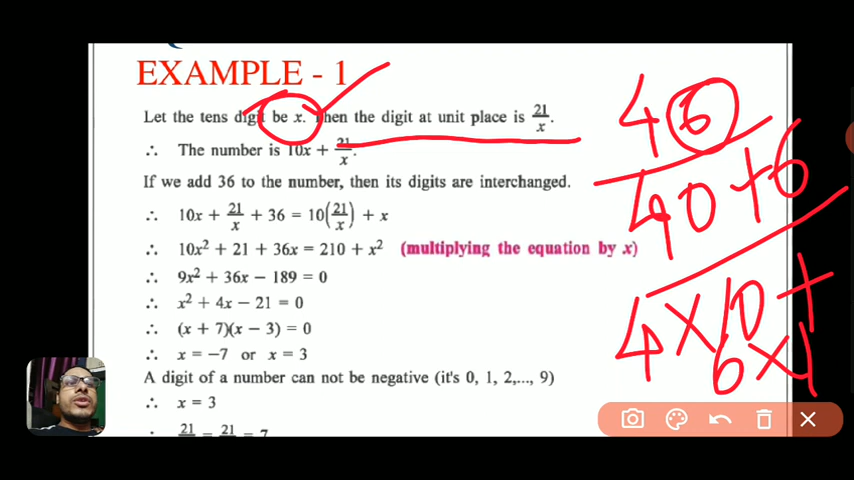 EXAMPLE - 1
Let the tens digit be x. Then the digit at unit place is 21/x.
∴ The number is 10x + 21/x.
If we add 36 to the number, then its digits are interchanged.
∴ 10x + 21/x + 36 = 10(21/x) + x
∴ 10x² + 21 + 36x = 210 + x² (multiplying the equation by x)
∴ 9x² + 36x − 189 = 0
∴ x² + 4x − 21 = 0
∴ (x + 7)(x − 3) = 0
∴ x = −7 or x = 3
A digit of a number can not be negative (it's 0, 1, 2,..., 9)
∴ x = 3
∴ 21 = 21 = 7
46
40+6
4×10+
6×1